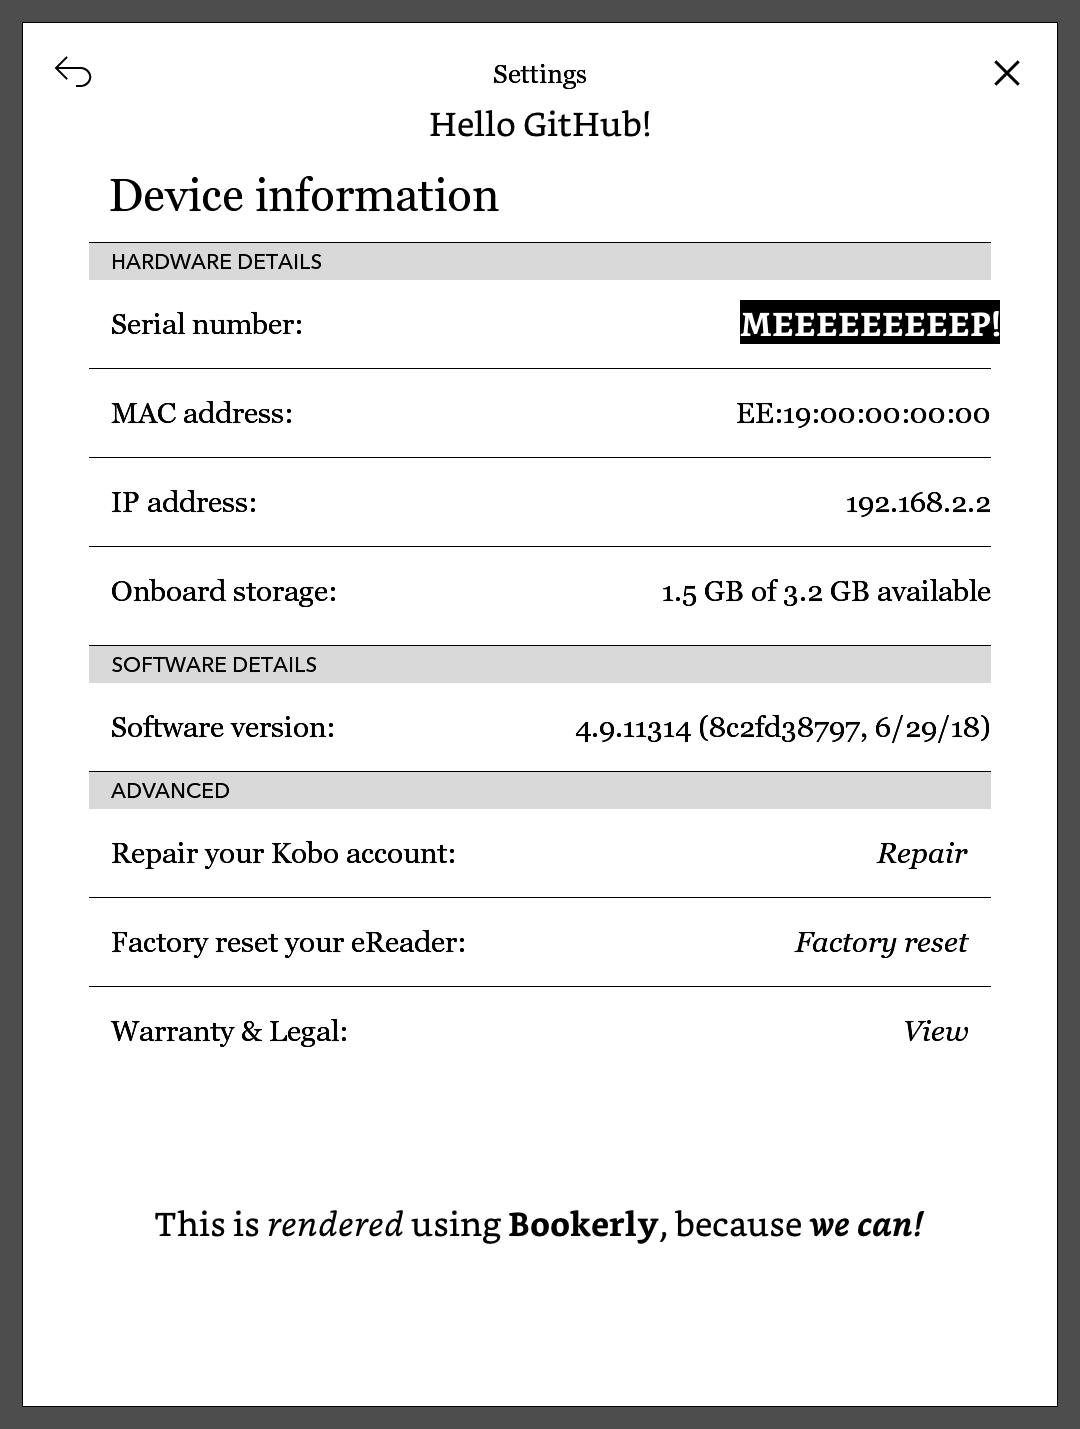 Settings
Hello GitHub!
Device information
HARDWARE DETAILS
Serial number: MEEEEEEEEEEP!
MAC address: EE:19:00:00:00:00
IP address: 192.168.2.2
Onboard storage: 1.5 GB of 3.2 GB available
SOFTWARE DETAILS
Software version: 4.9.11314 (8c2fd38797, 6/29/18)
ADVANCED
Repair your Kobo account: Repair
Factory reset your eReader: Factory reset
Warranty & Legal: View
This is rendered using Bookerly, because we can!